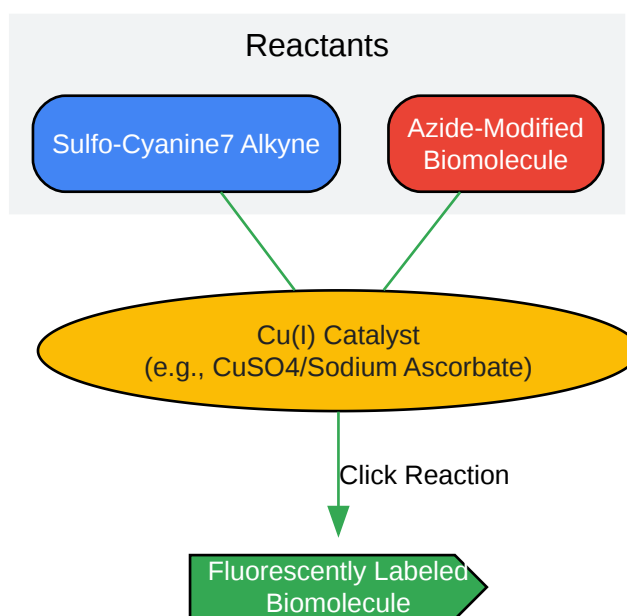 Reactants
Sulfo-Cyanine7 Alkyne
Azide-Modified
Biomolecule
Cu(I) Catalyst
(e.g., CuSO4/Sodium Ascorbate)
Click Reaction
Fluorescently Labeled
Biomolecule